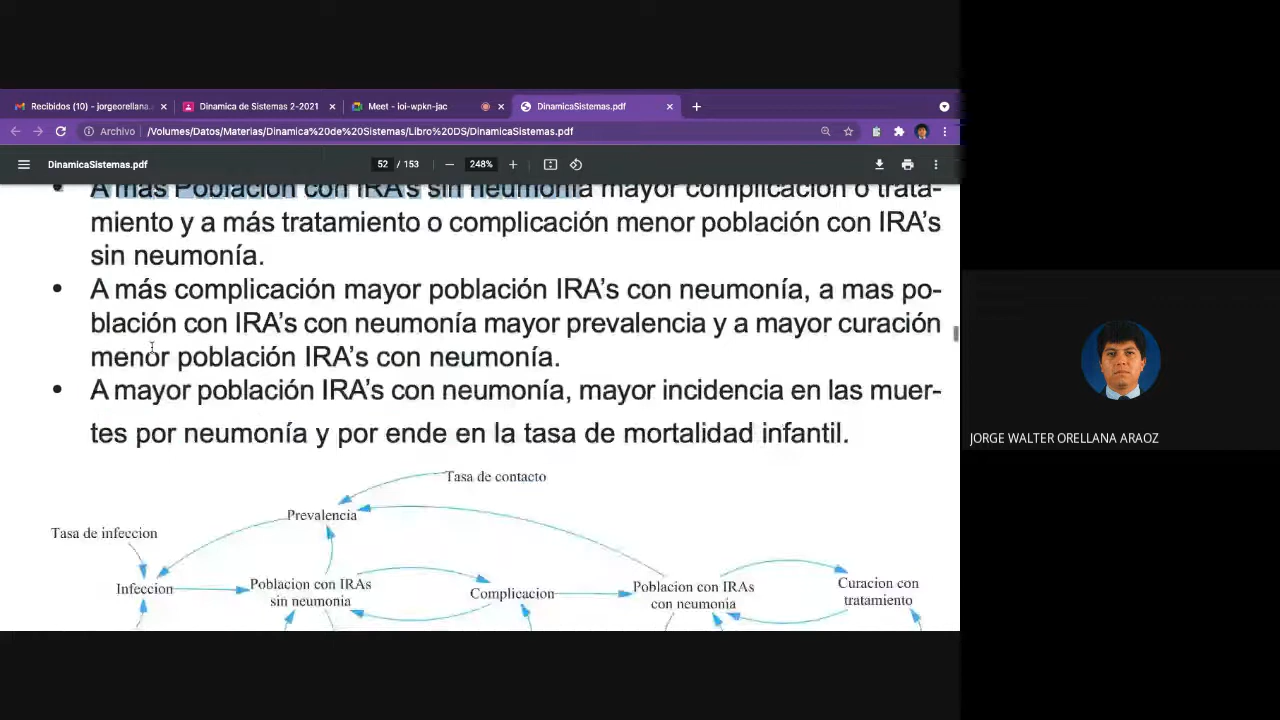 Recibidos (10) - jorgeorellana.
Dinamica de Sistemas 2-2021
Meet - ioi-wpkn-jac
DinamicaSistemas.pdf
Archivo
/Volumes/Datos/Materias/Dinamica%20de%20Sistemas/Libro%20DS/DinamicaSistemas.pdf
DinamicaSistemas.pdf
52 / 153
248%
• A más Población con IRA's sin neumonía mayor complicación o trata-
miento y a más tratamiento o complicación menor población con IRA's
sin neumonía.
• A más complicación mayor población IRA's con neumonía, a mas po-
blación con IRA's con neumonía mayor prevalencia y a mayor curación
menor población IRA's con neumonía.
• A mayor población IRA's con neumonía, mayor incidencia en las muer-
tes por neumonía y por ende en la tasa de mortalidad infantil.
Tasa de contacto
Prevalencia
Tasa de infeccion
Infeccion
Poblacion con IRAs
sin neumonia
Complicacion
Poblacion con IRAs
con neumonia
Curacion con
tratamiento
JORGE WALTER ORELLANA ARAOZ